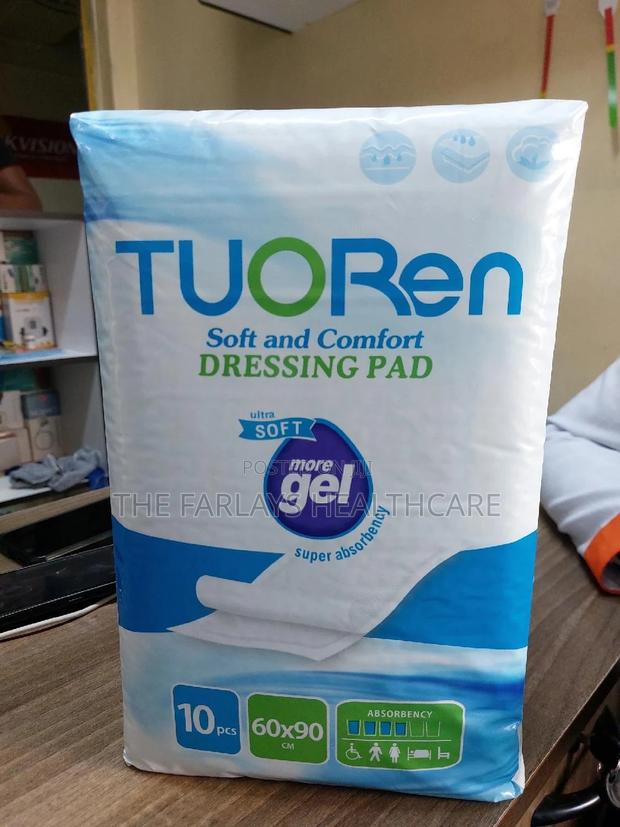 KVISION
TUORen
Soft and Comfort
DRESSING PAD
ultra
SOFT
more
gel
super absorbency
THE FARLAYS HEALTHCARE
10 pcs
60x90
CM
ABSORBENCY